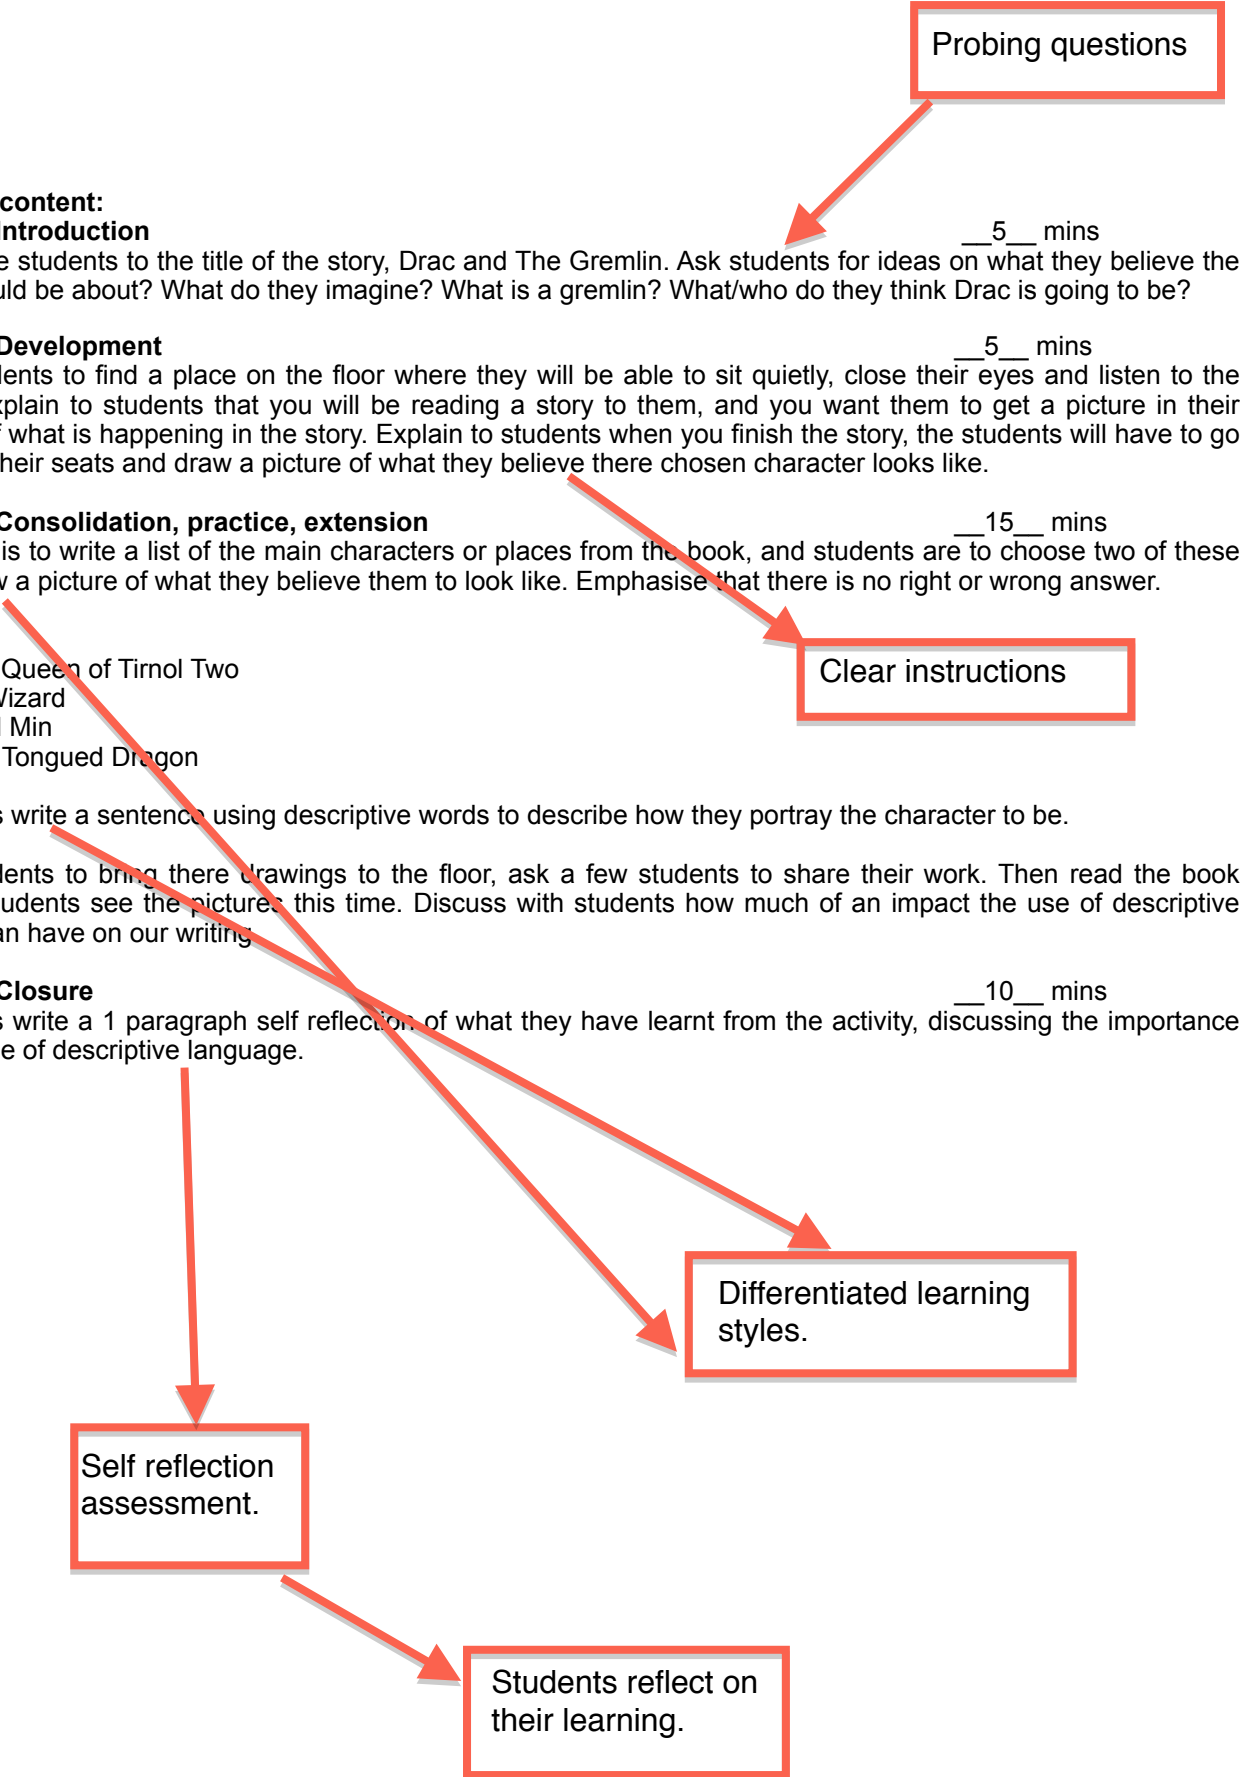 Probing questions
content:
Introduction __5__ mins
e students to the title of the story, Drac and The Gremlin. Ask students for ideas on what they believe the
uld be about? What do they imagine? What is a gremlin? What/who do they think Drac is going to be?
Development __5__ mins
lents to find a place on the floor where they will be able to sit quietly, close their eyes and listen to the
xplain to students that you will be reading a story to them, and you want them to get a picture in their
f what is happening in the story. Explain to students when you finish the story, the students will have to go
heir seats and draw a picture of what they believe there chosen character looks like.
Consolidation, practice, extension __15__ mins
is to write a list of the main characters or places from the book, and students are to choose two of these
w a picture of what they believe them to look like. Emphasise that there is no right or wrong answer.
Queen of Tirnol Two
Wizard
l Min
Tongued Dragon
Clear instructions
s write a sentence using descriptive words to describe how they portray the character to be.
lents to bring there drawings to the floor, ask a few students to share their work. Then read the book
tudents see the pictures this time. Discuss with students how much of an impact the use of descriptive
an have on our writing
Closure __10__ mins
s write a 1 paragraph self reflection of what they have learnt from the activity, discussing the importance
e of descriptive language.
Differentiated learning
styles.
Self reflection
assessment.
Students reflect on
their learning.